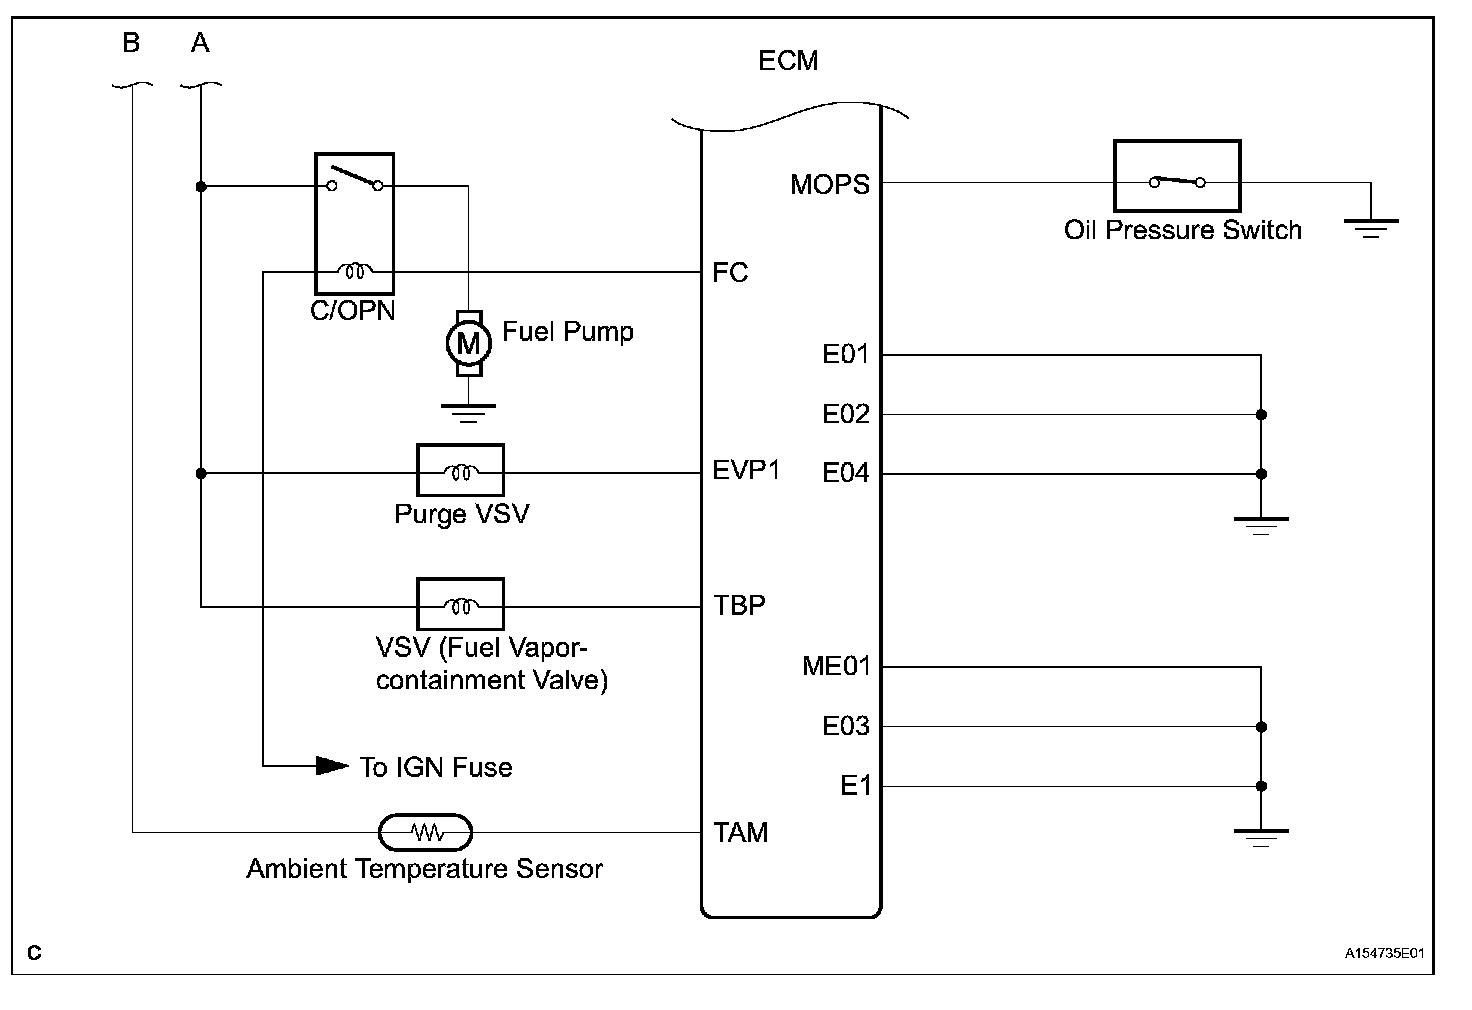 B
A
ECM
MOPS
Oil Pressure Switch
FC
C/OPN
M
Fuel Pump
E01
E02
EVP1
E04
Purge VSV
TBP
VSV (Fuel Vapor-
containment Valve)
ME01
E03
To IGN Fuse
E1
TAM
Ambient Temperature Sensor
C
A154735E01